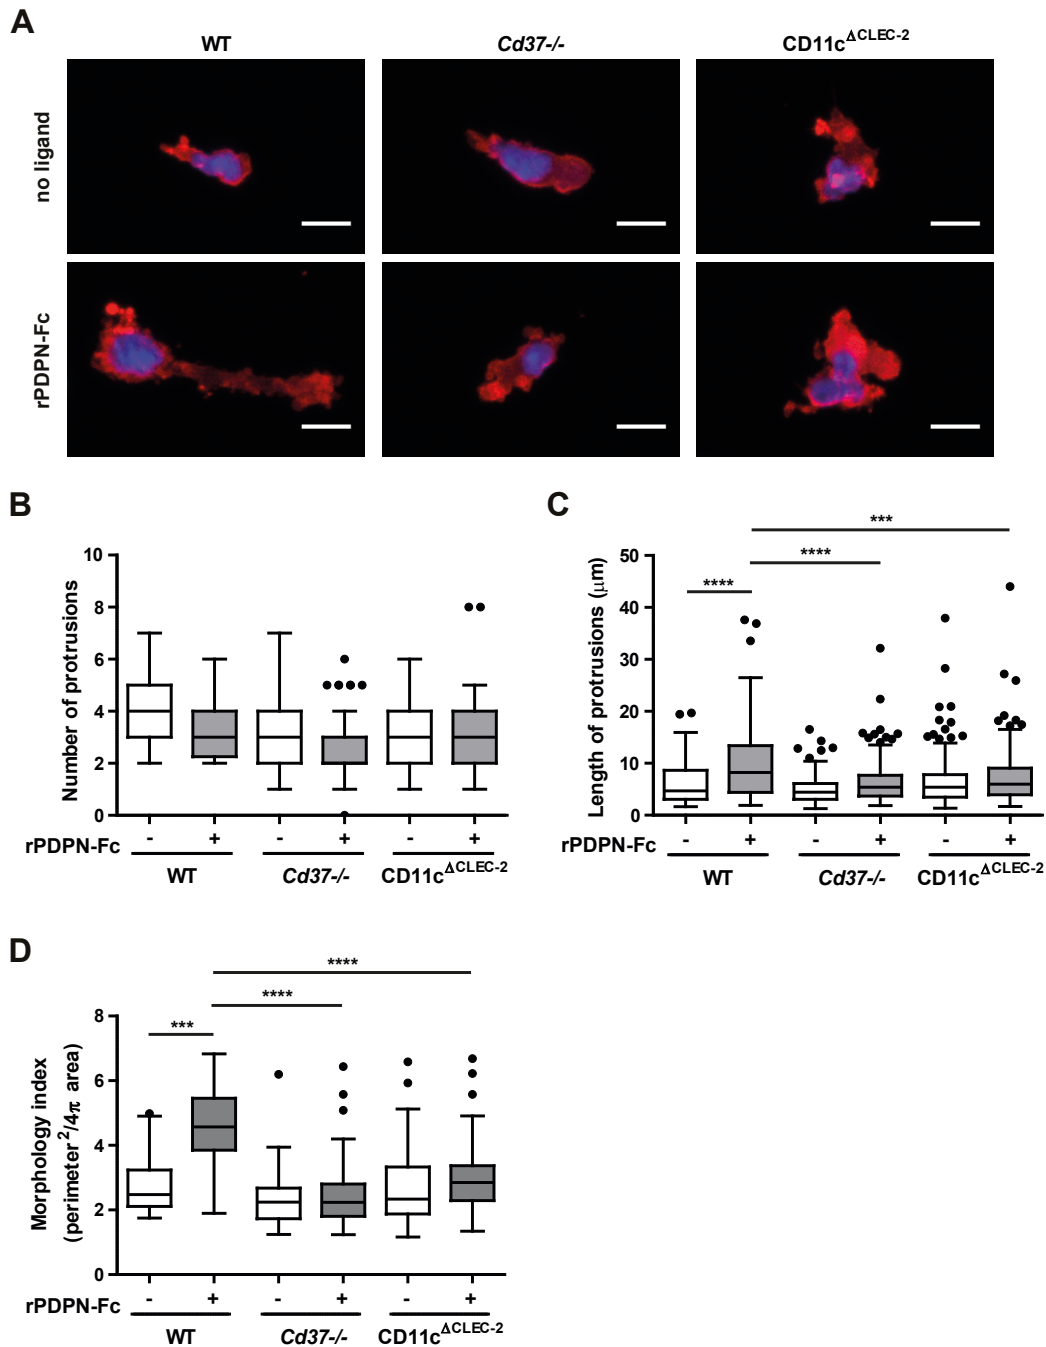 A
WT
Cd37-/-
CD11cΔCLEC-2
no ligand
rPDPN-Fc
B
Number of protrusions
10
8
6
4
2
0
rPDPN-Fc
- + - + - +
WT Cd37-/- CD11cΔCLEC-2
C
***
****
****
Length of protrusions (μm)
50
40
30
20
10
0
rPDPN-Fc
- + - + - +
WT Cd37-/- CD11cΔCLEC-2
D
****
****
***
Morphology index
(perimeter²/4π area)
8
6
4
2
0
rPDPN-Fc
- + - + - +
WT Cd37-/- CD11cΔCLEC-2